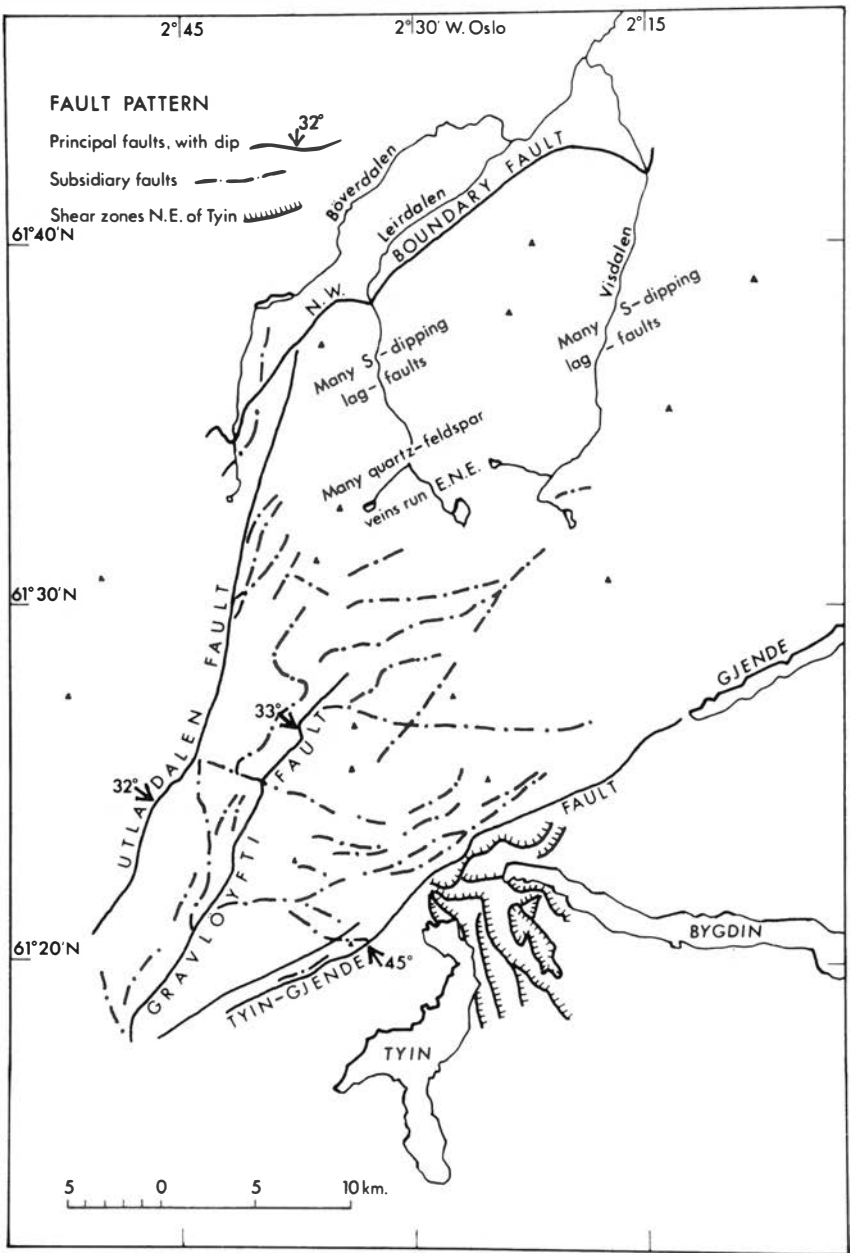 2°45
2°30' W. Oslo
2°15
FAULT PATTERN
Principal faults, with dip
32°
Subsidiary faults
Shear zones N.E. of Tyin
61°40'N
Böverdalen
Leirdalen
N.W. BOUNDARY FAULT
Visdalen
Many S-dipping
lag-faults
Many S-dipping
lag-faults
Many quartz-feldspar
veins run E.N.E.
61°30'N
UTLADALEN FAULT
32°
33°
GRAVLOYFTI FAULT
GJENDE
TYIN-GJENDE FAULT
45°
61°20'N
BYGDIN
TYIN
5 0 5 10 km.